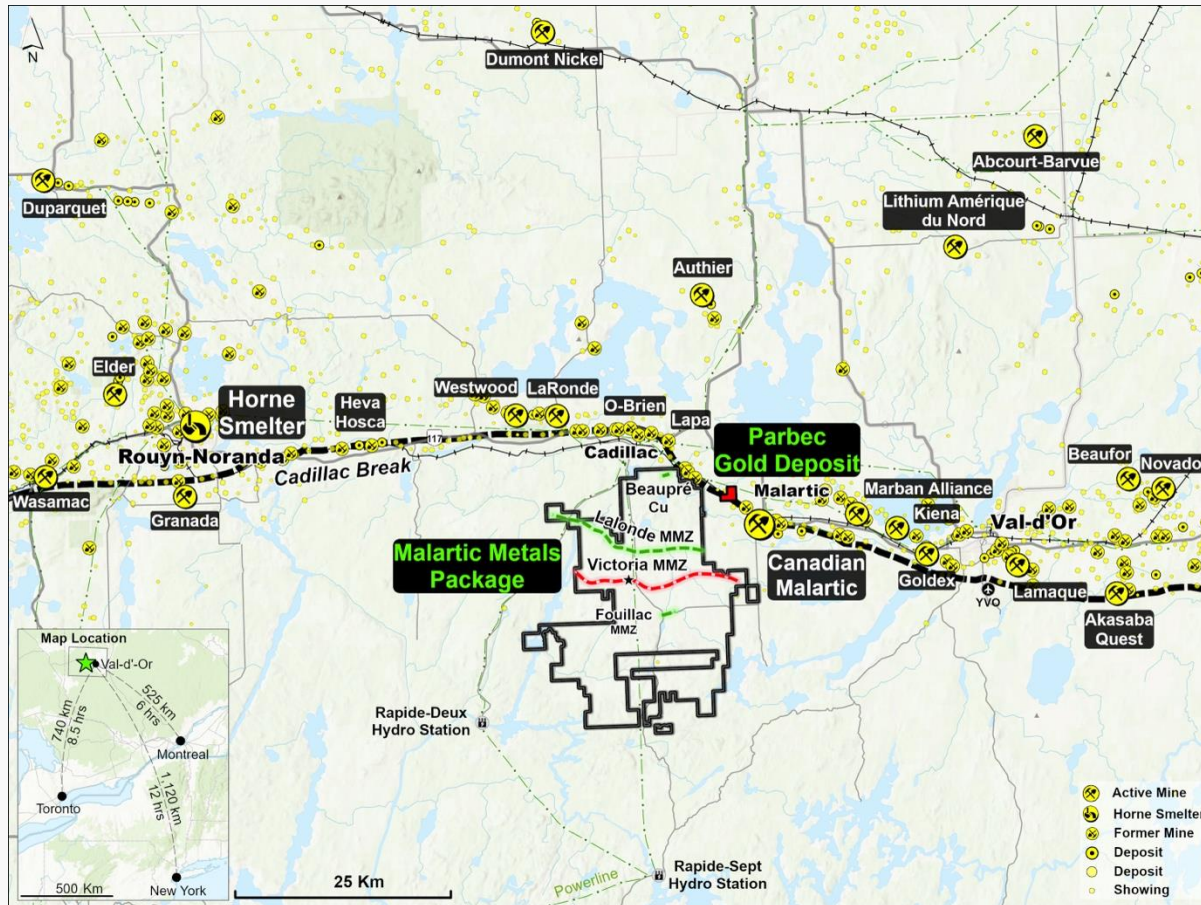 N
Dumont Nickel
Abcourt-Barvue
Lithium Amérique
du Nord
Duparquet
Authier
Elder
Horne
Smelter
Heva
Hosca
Westwood
LaRonde
O-Brien
Lapa
117
Rouyn-Noranda
Cadillac Break
Cadillac
Wasamac
Granada
Parbec
Gold Deposit
Beaupré
Cu
Malartic
Marban Alliance
Kiena
Beaufor
Novador
Val-d'Or
Lalonde MMZ
Malartic Metals
Package
Victoria MMZ
Canadian
Malartic
Goldex
YVO
Lamaque
Akasaba
Quest
Fouillac
MMZ
Rapide-Deux
Hydro Station
Rapide-Sept
Hydro Station
Powerline
25 Km
Map Location
Val-d'-Or
525 km
6 hrs
740 km
8.5 hrs
1,120 km
12 hrs
Montreal
Toronto
New York
500 Km
Active Mine
Horne Smelter
Former Mine
Deposit
Deposit
Showing